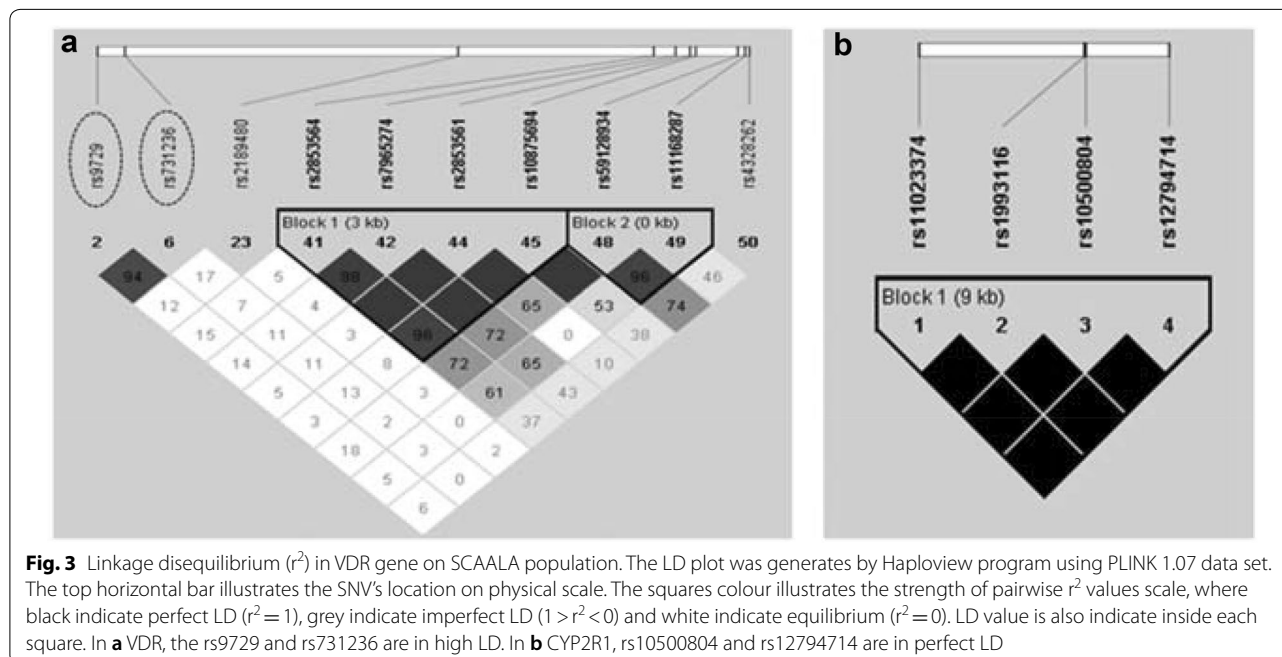 a
rs9729
rs731236
rs2189480
rs2853564
rs7965274
rs2853561
rs10875694
rs59128934
rs11168287
rs4328262
Block 1 (3 kb) Block 2 (0 kb)
2 6 23 41 42 44 45 48 49 50
94 17 5 96 46
12 7 4 65 53 74
15 11 3 96 72 0 38
14 11 8 72 65 10
5 13 3 61 43
3 2 0 37
18 3 2
5 0
6
b
rs11023374
rs1993116
rs10500804
rs12794714
Block 1 (9 kb)
1 2 3 4
Fig. 3 Linkage disequilibrium (r²) in VDR gene on SCAALA population. The LD plot was generates by Haploview program using PLINK 1.07 data set.
The top horizontal bar illustrates the SNV's location on physical scale. The squares colour illustrates the strength of pairwise r² values scale, where
black indicate perfect LD (r² = 1), grey indicate imperfect LD (1 > r² < 0) and white indicate equilibrium (r² = 0). LD value is also indicate inside each
square. In a VDR, the rs9729 and rs731236 are in high LD. In b CYP2R1, rs10500804 and rs12794714 are in perfect LD